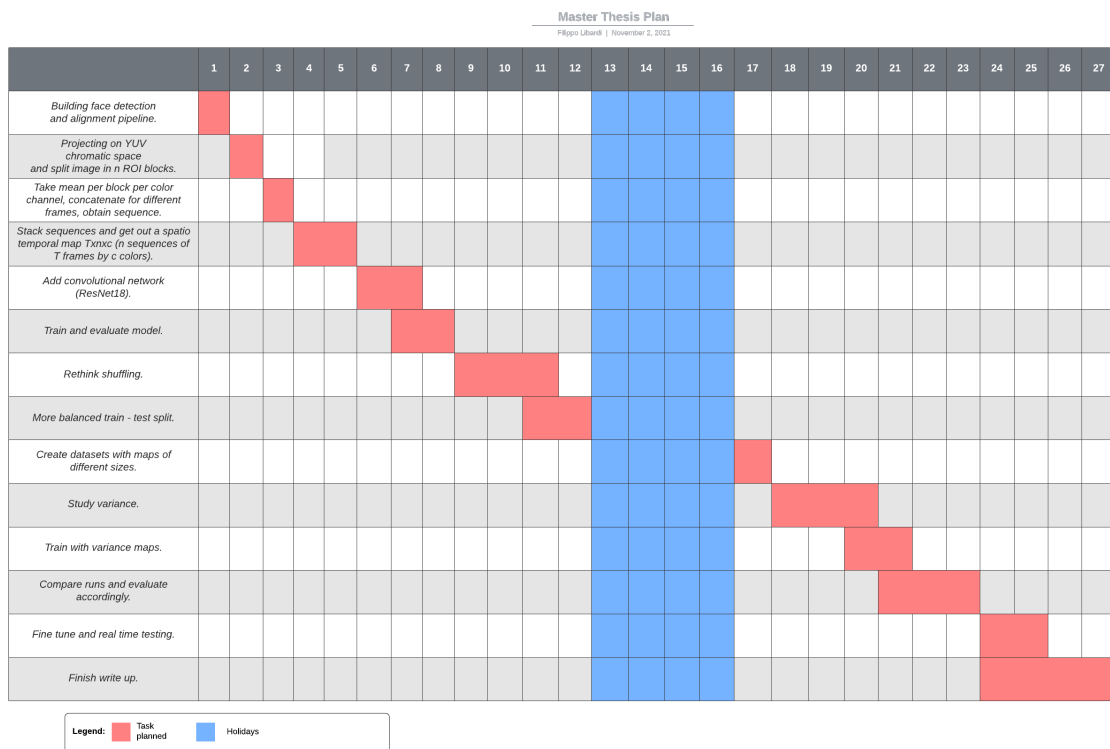 Master Thesis Plan
Filippo Libardi | November 2, 2021
1 2 3 4 5 6 7 8 9 10 11 12 13 14 15 16 17 18 19 20 21 22 23 24 25 26 27
Building face detection
and alignment pipeline.
Projecting on YUV
chromatic space
and split image in n ROI blocks.
Take mean per block per color
channel, concatenate for different
frames, obtain sequence.
Stack sequences and get out a spatio
temporal map Txnxc (n sequences of
T frames by c colors).
Add convolutional network
(ResNet18).
Train and evaluate model.
Rethink shuffling.
More balanced train - test split.
Create datasets with maps of
different sizes.
Study variance.
Train with variance maps.
Compare runs and evaluate
accordingly.
Fine tune and real time testing.
Finish write up.
Legend: Task
planned
Holidays